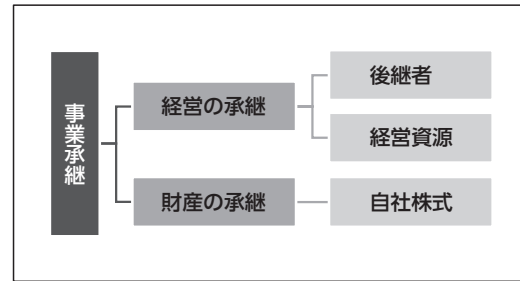 事業承継
経営の承継
後継者
経営資源
財産の承継
自社株式